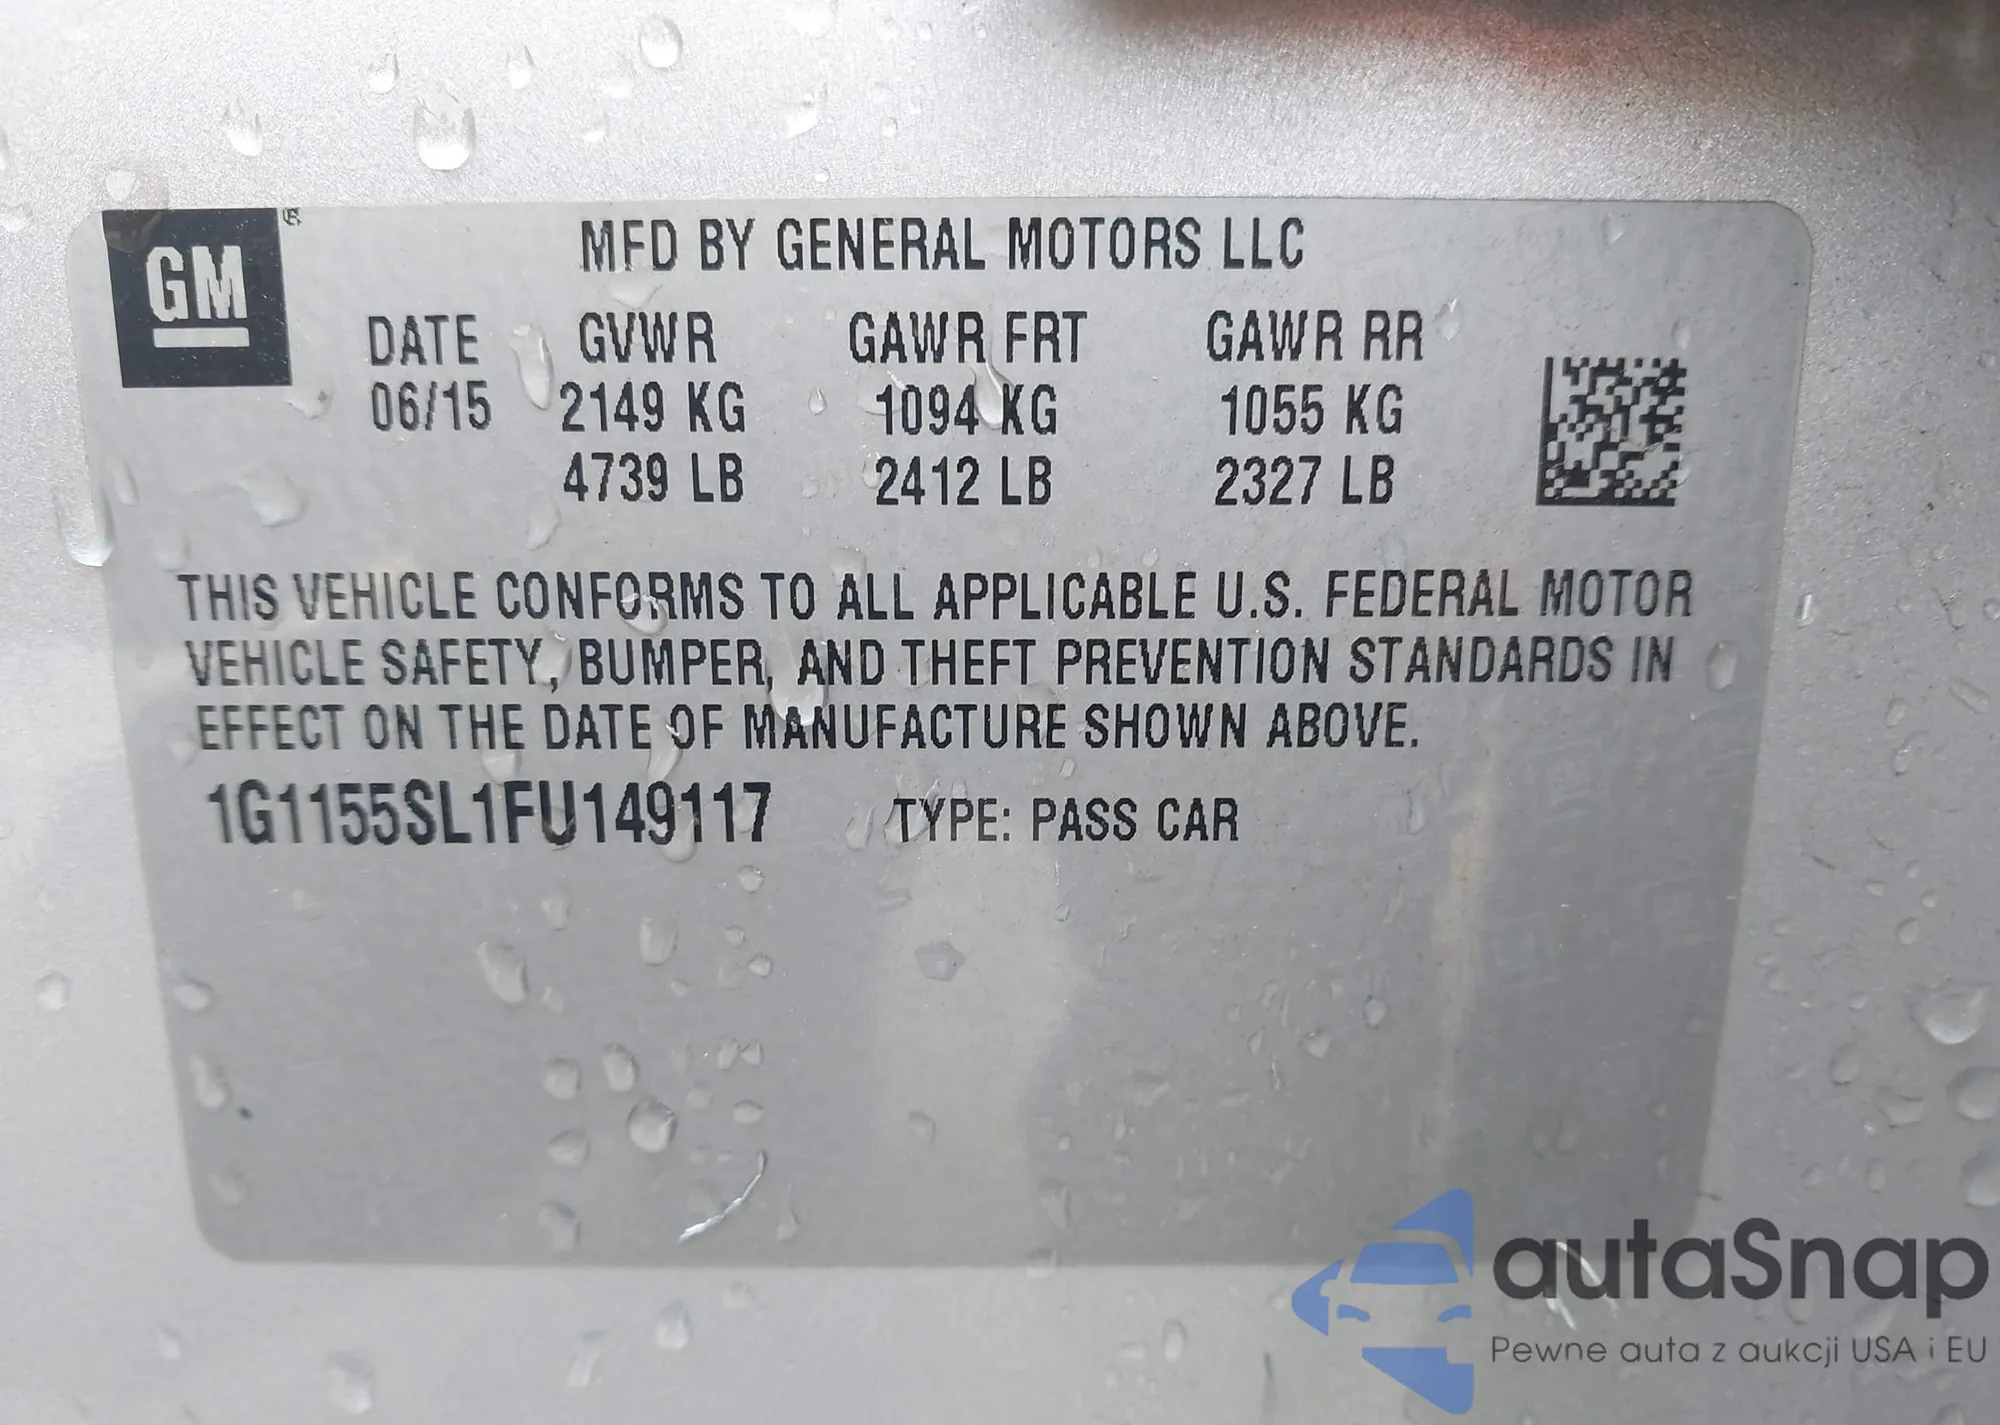 GM
MFD BY GENERAL MOTORS LLC
DATE GVWR GAWR FRT GAWR RR
06/15 2149 KG 1094 KG 1055 KG
4739 LB 2412 LB 2327 LB
THIS VEHICLE CONFORMS TO ALL APPLICABLE U.S. FEDERAL MOTOR
VEHICLE SAFETY, BUMPER, AND THEFT PREVENTION STANDARDS IN
EFFECT ON THE DATE OF MANUFACTURE SHOWN ABOVE.
1G1155SL1FU149117 TYPE: PASS CAR
autaSnap
Pewne auta z aukcji USA i EU